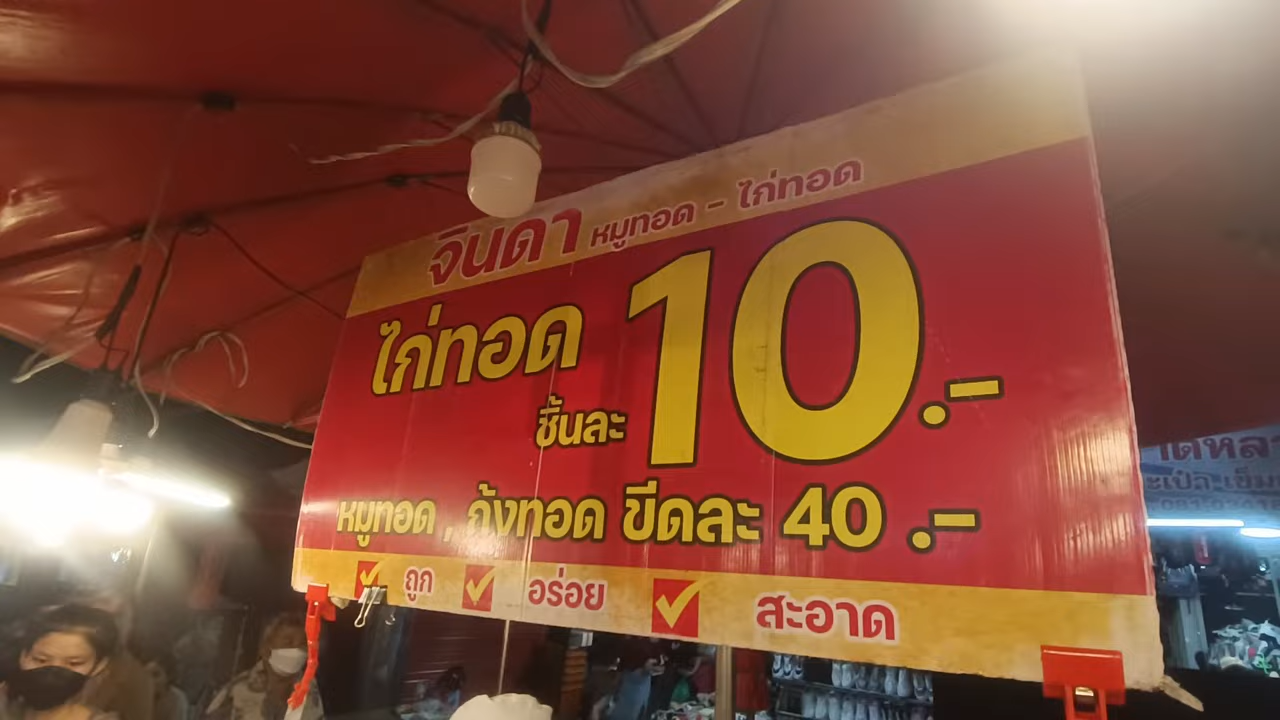 จินดา หมูทอด - ไก่ทอด
ไก่ทอด
ชิ้นละ 10.-
หมูทอด , กุ้งทอด ขีดละ 40 .-
ถูก อร่อย สะอาด